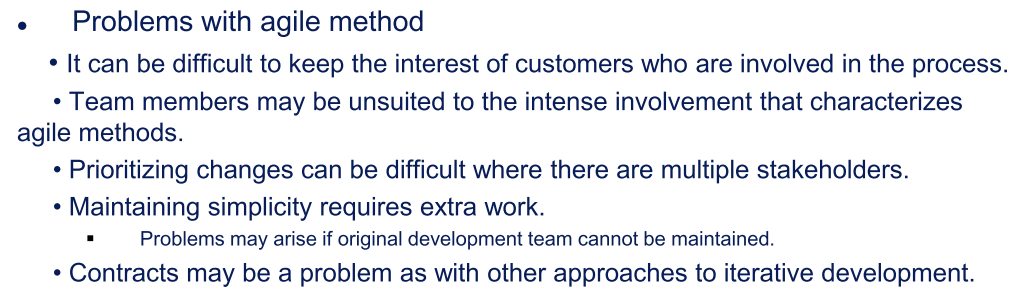 • Problems with agile method
• It can be difficult to keep the interest of customers who are involved in the process.
• Team members may be unsuited to the intense involvement that characterizes
agile methods.
• Prioritizing changes can be difficult where there are multiple stakeholders.
• Maintaining simplicity requires extra work.
▪ Problems may arise if original development team cannot be maintained.
• Contracts may be a problem as with other approaches to iterative development.